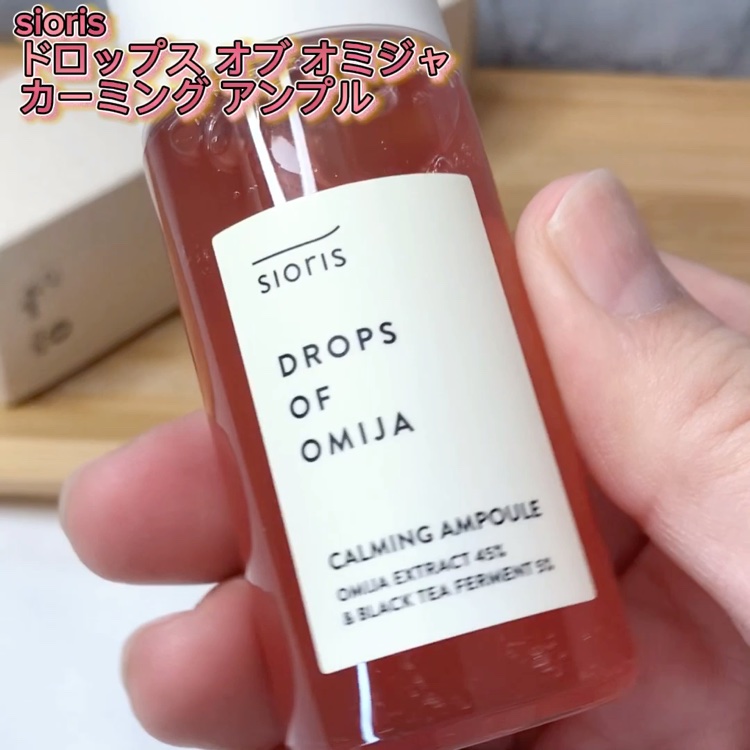 sioris
ドロップス オブ オミジャ
カーミング アンプル
sioris
DROPS
OF
OMIJA
CALMING AMPOULE
OMIJA EXTRACT 45%
& BLACK TEA FERMENT 5%